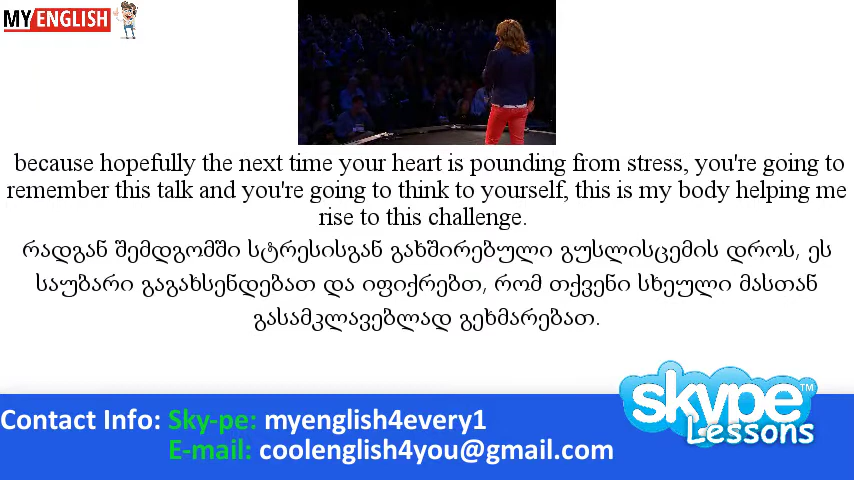 MY ENGLISH
because hopefully the next time your heart is pounding from stress, you're going to
remember this talk and you're going to think to yourself, this is my body helping me
rise to this challenge.
რადგან შემდგომში სტრესისგან გახშირებული გუსლისცემის დროს, ეს
საუბარი გაგახსენდებათ და იფიქრებთ, რომ თქვენი სხეული მასთან
გასამკლავებლად გეხმარებათ.
skype TM
Lessons
Contact Info: Sky-pe: myenglish4every1
E-mail: coolenglish4you@gmail.com